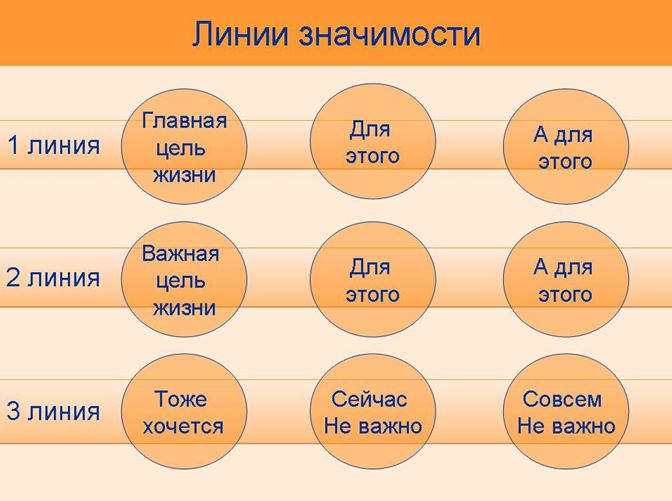 Линии значимости
1 линия
Главная
цель
жизни
Для
этого
А для
этого
2 линия
Важная
цель
жизни
Для
этого
А для
этого
3 линия
Тоже
хочется
Сейчас
Не важно
Совсем
Не важно